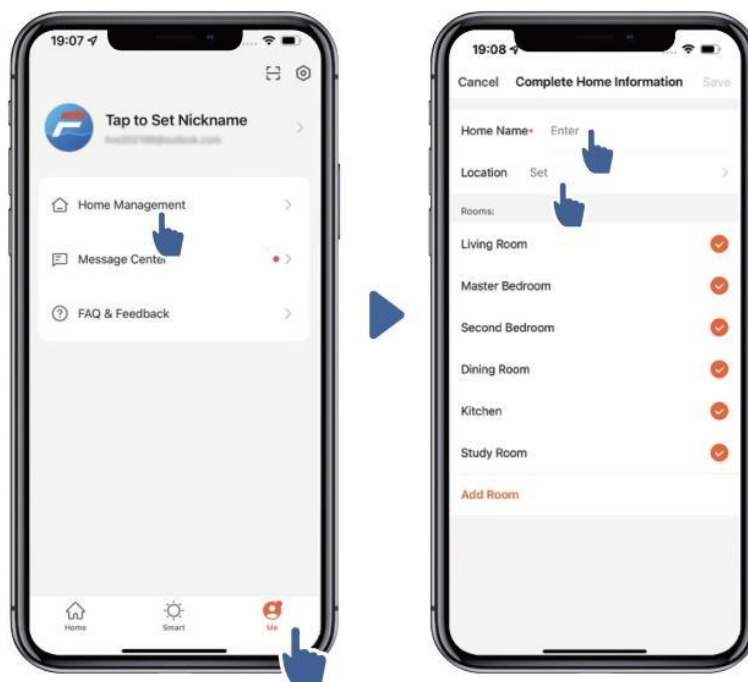 19:07
Tap to Set Nickname
Home Management
Message Center
FAQ & Feedback
Home
Smart
Me
19:08
Cancel Complete Home Information Save
Home Name* Enter
Location Set
Rooms:
Living Room
Master Bedroom
Second Bedroom
Dining Room
Kitchen
Study Room
Add Room